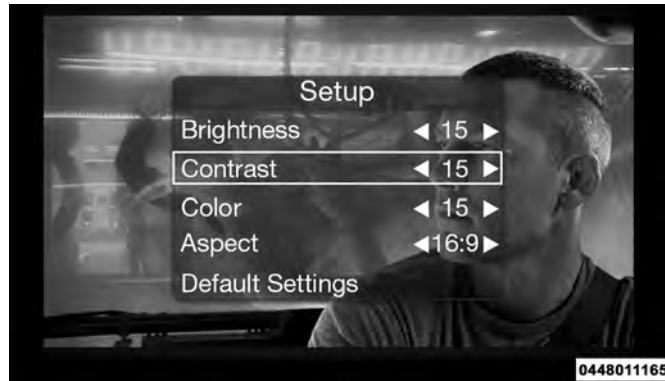 Setup
Brightness ◀ 15 ▶
Contrast ◀ 15 ▶
Color ◀ 15 ▶
Aspect ◀16:9▶
Default Settings
0448011165